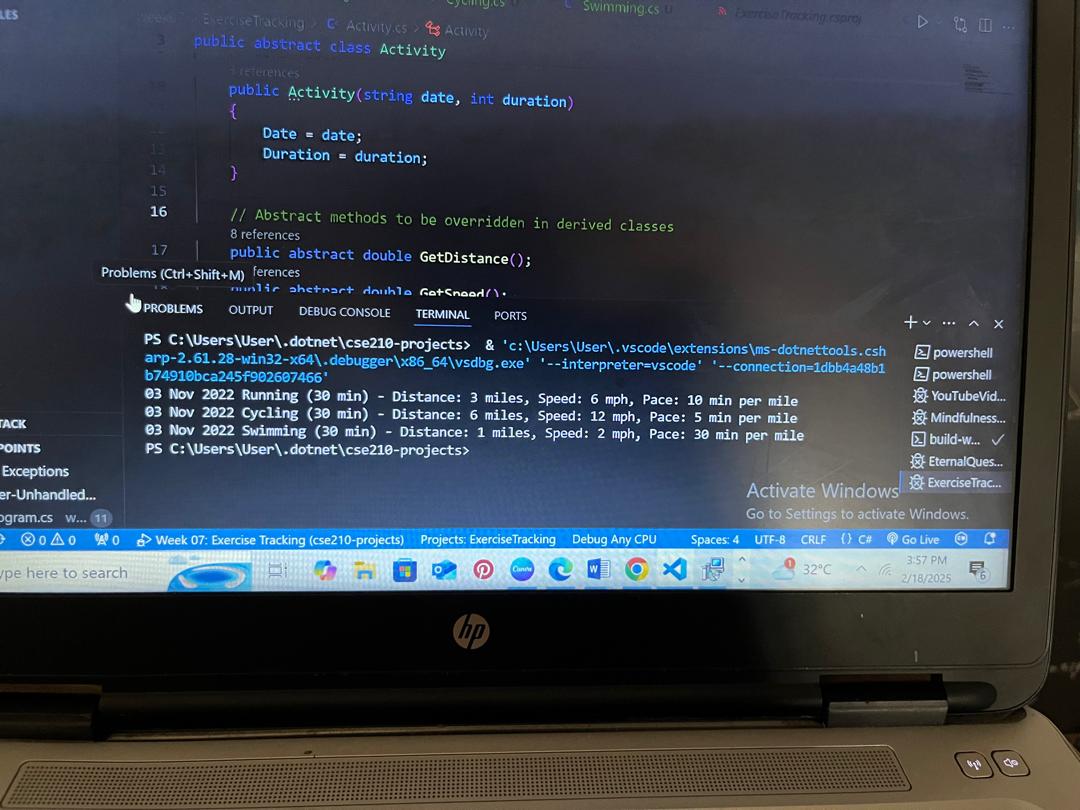 Cycling.cs U
Swimming.cs U
ExerciseTracking.csproj
week07 > ExerciseTracking > Activity.cs > Activity
3 public abstract class Activity
references
10 public Activity(string date, int duration)
{
Date = date;
13 Duration = duration;
14 }
15
16 // Abstract methods to be overridden in derived classes
8 references
17 public abstract double GetDistance();
Problems (Ctrl+Shift+M) ferences
18 public abstract double GetSpeed();
PROBLEMS OUTPUT DEBUG CONSOLE TERMINAL PORTS
PS C:\Users\User\.dotnet\cse210-projects> & 'c:\Users\User\.vscode\extensions\ms-dotnettools.csh
arp-2.61.28-win32-x64\.debugger\x86_64\vsdbg.exe' '--interpreter=vscode' '--connection=1dbb4a48b1
b74910bca245f902607466'
03 Nov 2022 Running (30 min) - Distance: 3 miles, Speed: 6 mph, Pace: 10 min per mile
03 Nov 2022 Cycling (30 min) - Distance: 6 miles, Speed: 12 mph, Pace: 5 min per mile
03 Nov 2022 Swimming (30 min) - Distance: 1 miles, Speed: 2 mph, Pace: 30 min per mile
PS C:\Users\User\.dotnet\cse210-projects>
powershell
powershell
YouTubeVid...
Mindfulness...
build-w...
EternalQues...
ExerciseTrac...
LES
TACK
POINTS
Exceptions
er-Unhandled...
ogram.cs w... 11
Activate Windows
Go to Settings to activate Windows.
0 0 0 Week 07: Exercise Tracking (cse210-projects) Projects: ExerciseTracking Debug Any CPU Spaces: 4 UTF-8 CRLF {} C# Go Live
ype here to search
Canva
1
32°C
3:57 PM
2/18/2025
6
hp